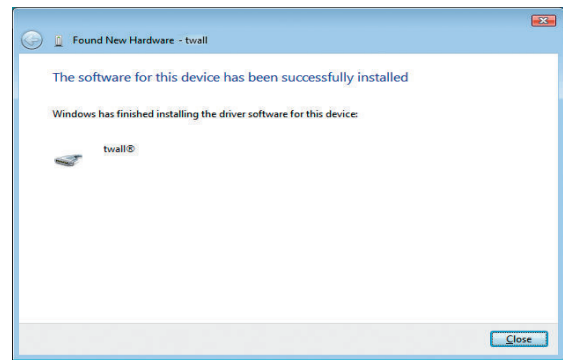 Found New Hardware - twall
The software for this device has been successfully installed
Windows has finished installing the driver software for this device:
twall®
Close